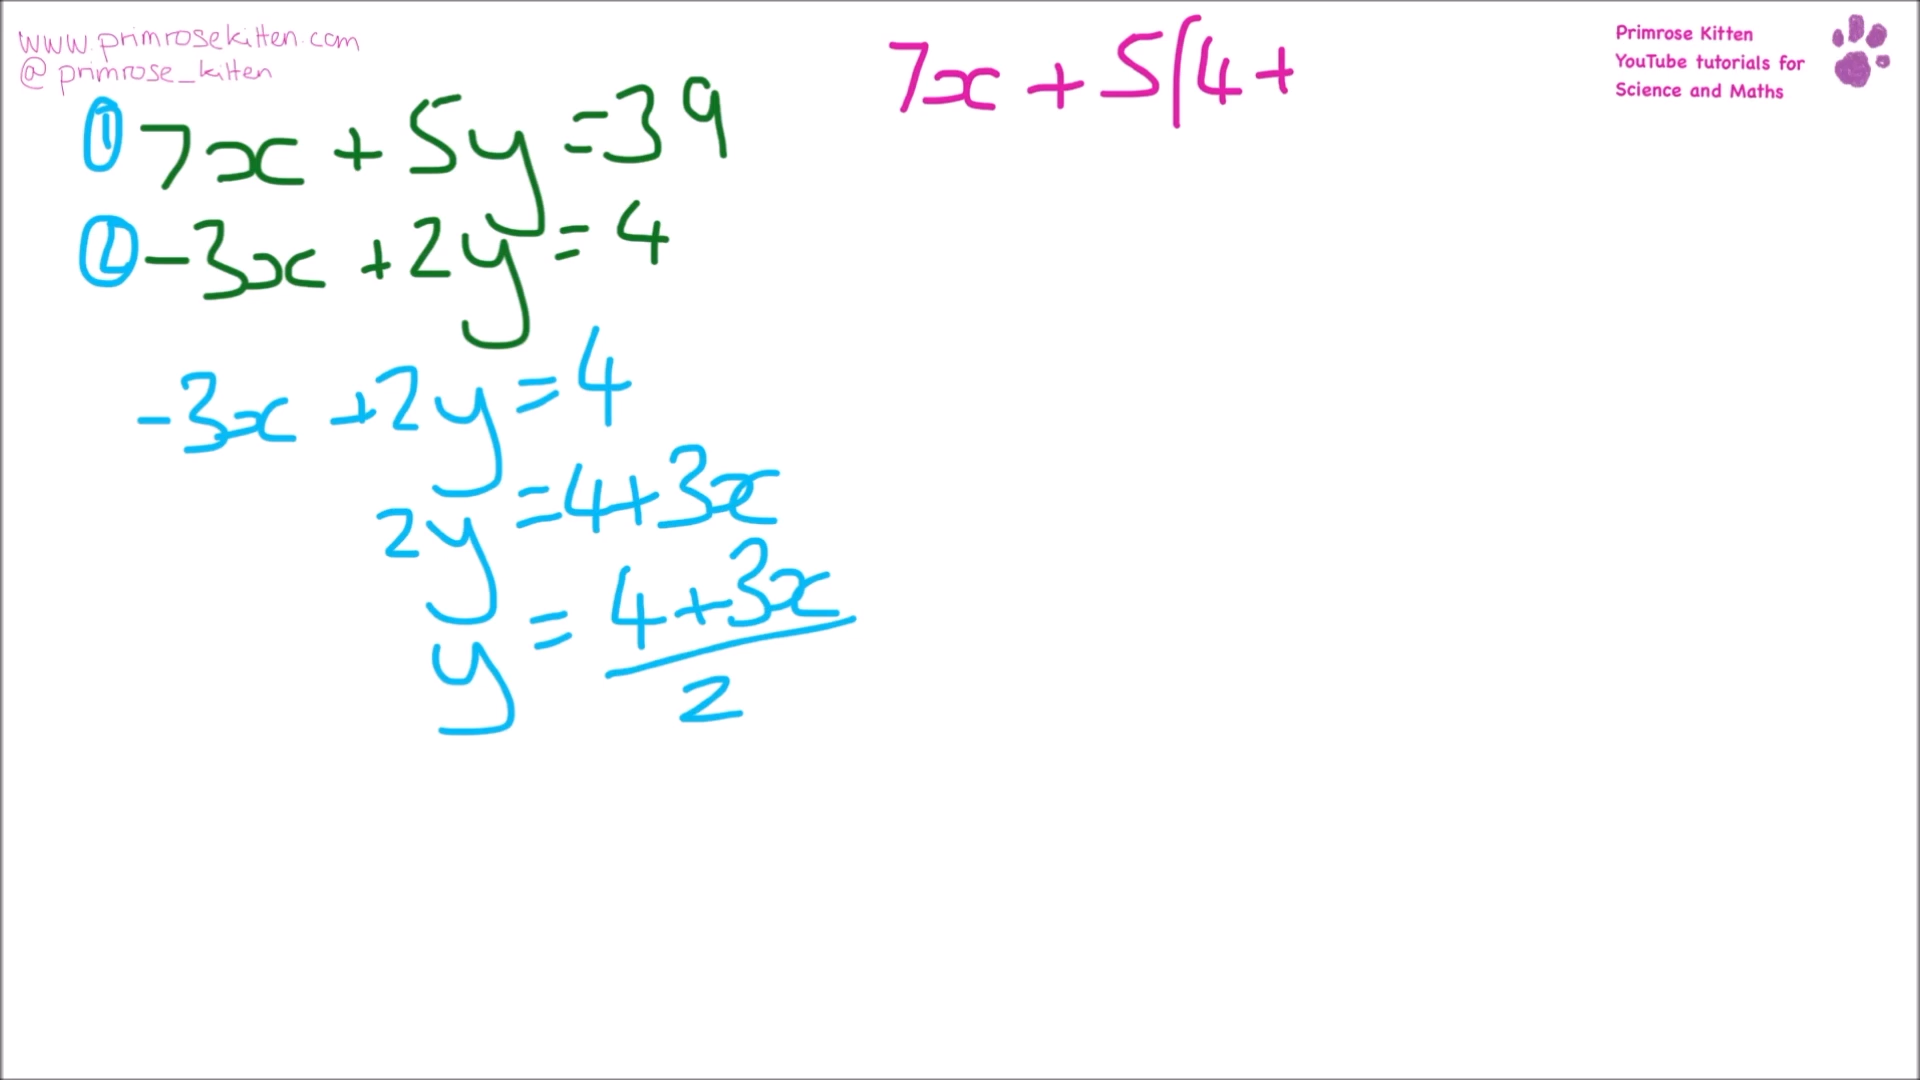 www.primrosekitten.com
@primrose_kitten
① 7x + 5y = 39
② -3x + 2y = 4
-3x + 2y = 4
2y = 4 + 3x
y = 4 + 3x
2
7x + 5(4 +
Primrose Kitten
YouTube tutorials for
Science and Maths